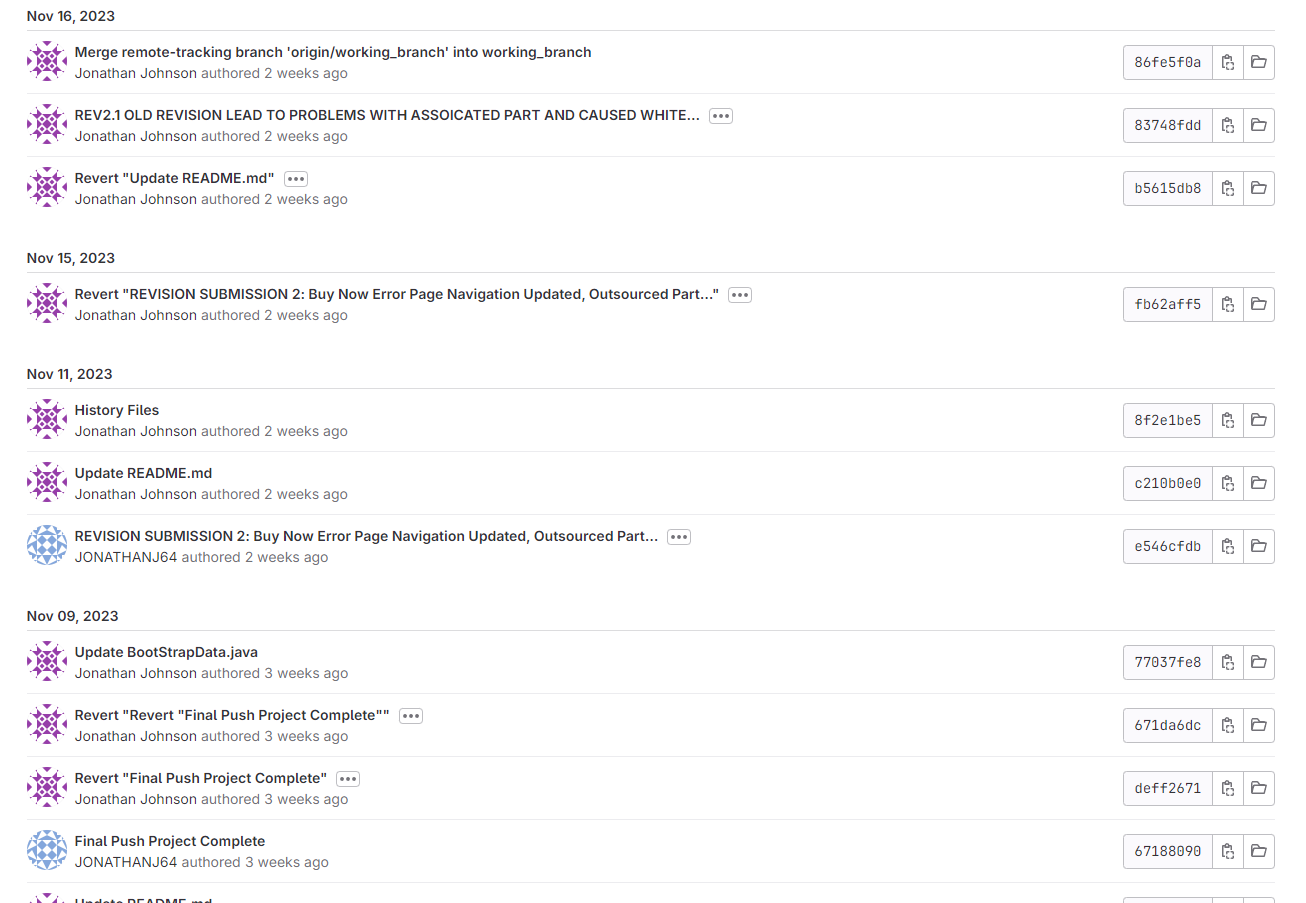 Nov 16, 2023
Merge remote-tracking branch 'origin/working_branch' into working_branch
Jonathan Johnson authored 2 weeks ago
86fe5f0a
REV2.1 OLD REVISION LEAD TO PROBLEMS WITH ASSOICATED PART AND CAUSED WHITE...
Jonathan Johnson authored 2 weeks ago
83748fdd
Revert "Update README.md"
Jonathan Johnson authored 2 weeks ago
b5615db8
Nov 15, 2023
Revert "REVISION SUBMISSION 2: Buy Now Error Page Navigation Updated, Outsourced Part..."
Jonathan Johnson authored 2 weeks ago
fb62aff5
Nov 11, 2023
History Files
Jonathan Johnson authored 2 weeks ago
8f2e1be5
Update README.md
Jonathan Johnson authored 2 weeks ago
c210b0e0
REVISION SUBMISSION 2: Buy Now Error Page Navigation Updated, Outsourced Part...
JONATHANJ64 authored 2 weeks ago
e546cfdb
Nov 09, 2023
Update BootStrapData.java
Jonathan Johnson authored 3 weeks ago
77037fe8
Revert "Revert "Final Push Project Complete""
Jonathan Johnson authored 3 weeks ago
671da6dc
Revert "Final Push Project Complete"
Jonathan Johnson authored 3 weeks ago
deff2671
Final Push Project Complete
JONATHANJ64 authored 3 weeks ago
67188090
Update README.md